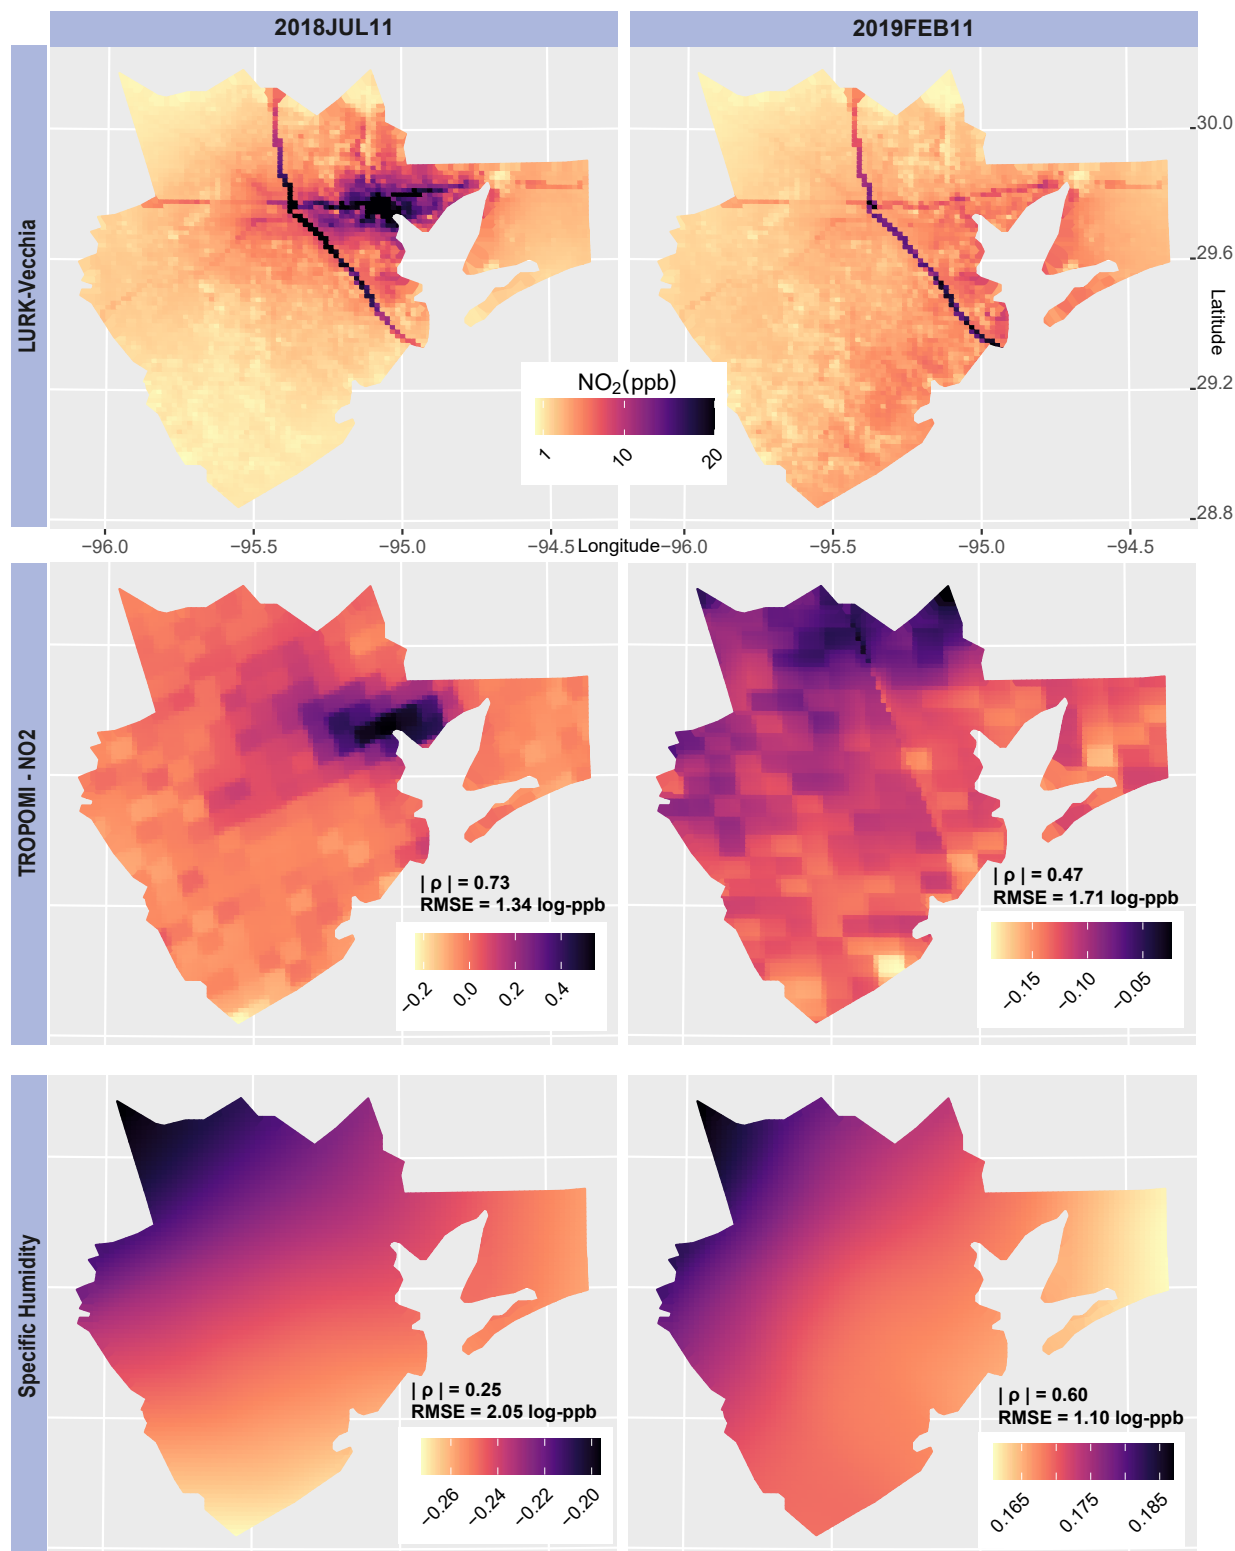 2018JUL11
2019FEB11
LURK-Vecchia
30.0
29.6
29.2
28.8
Latitude
NO₂(ppb)
1
10
20
−96.0
−95.5
−95.0
−94.5
Longitude
−96.0
−95.5
−95.0
−94.5
TROPOMI - NO2
| ρ | = 0.73
RMSE = 1.34 log-ppb
−0.2
0.0
0.2
0.4
| ρ | = 0.47
RMSE = 1.71 log-ppb
−0.15
−0.10
−0.05
Specific Humidity
| ρ | = 0.25
RMSE = 2.05 log-ppb
−0.26
−0.24
−0.22
−0.20
| ρ | = 0.60
RMSE = 1.10 log-ppb
0.165
0.175
0.185